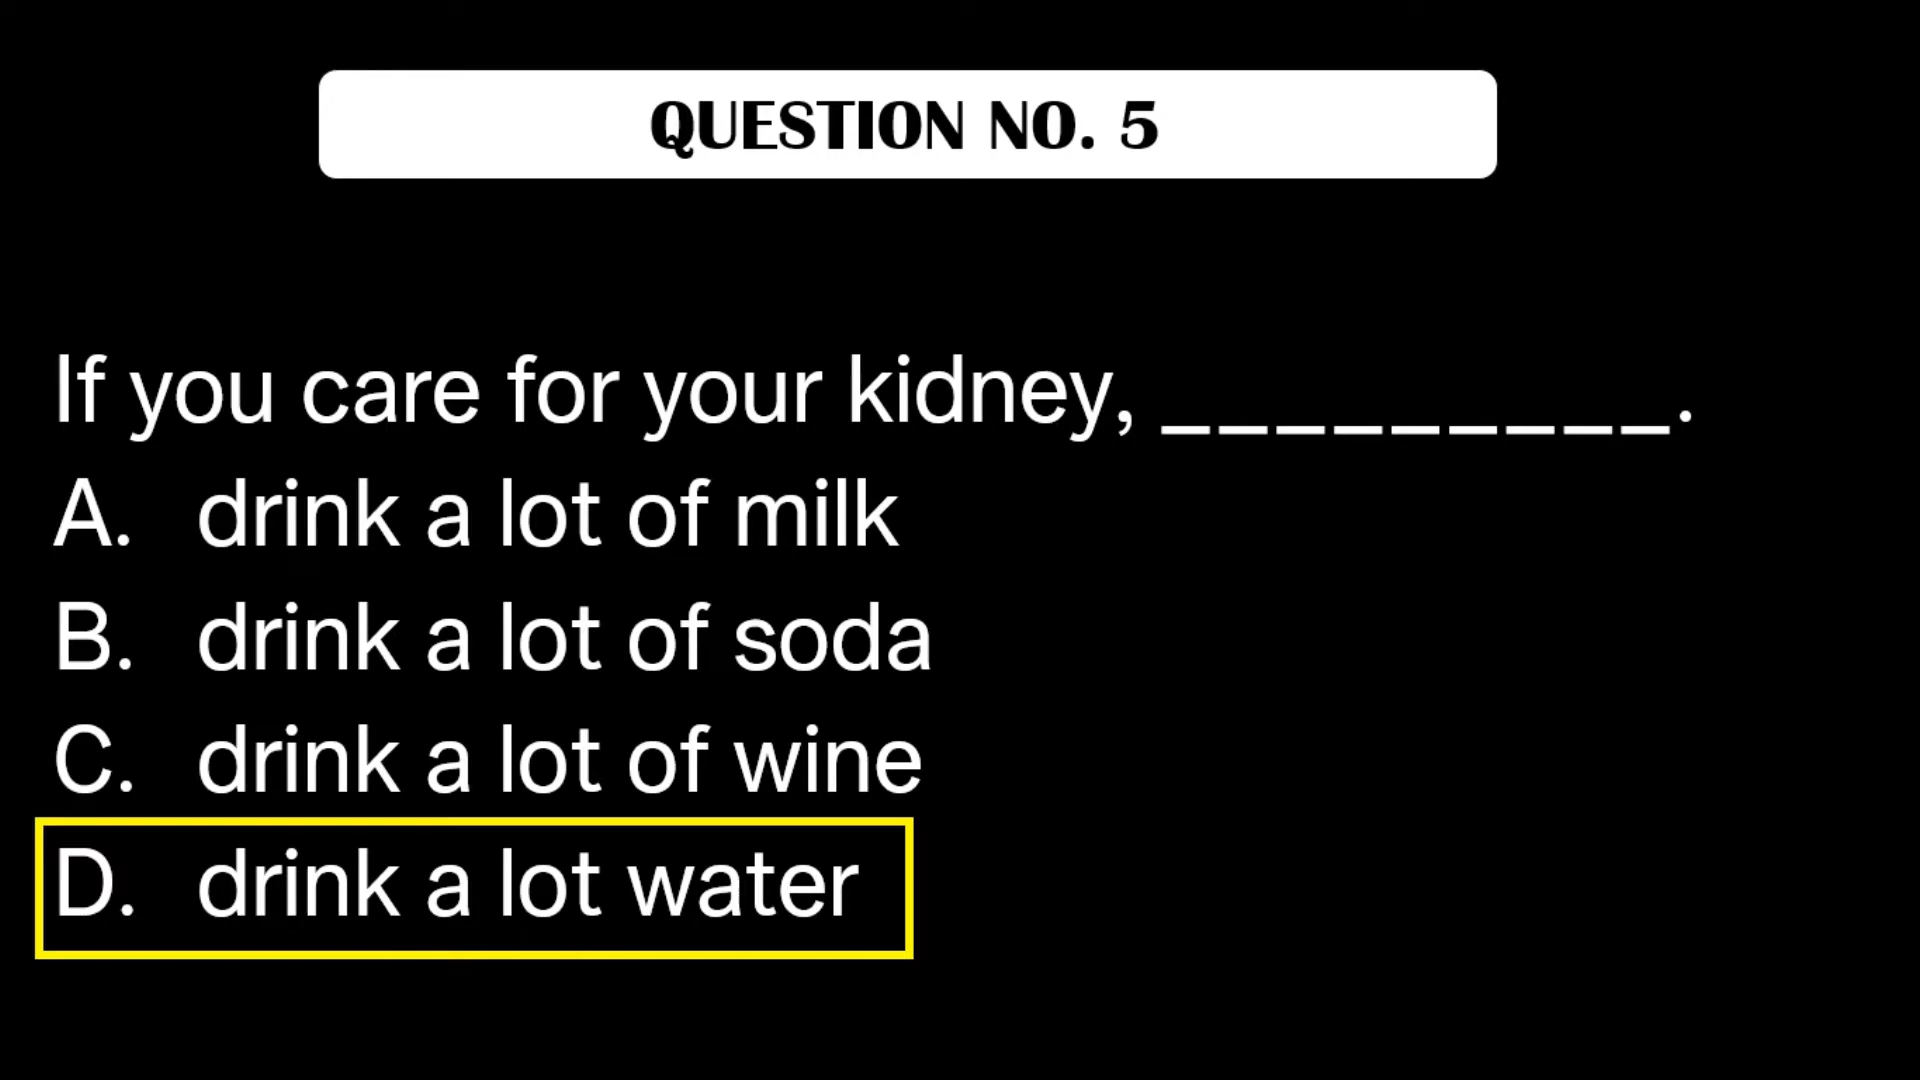 QUESTION NO. 5
If you care for your kidney, _________.
A. drink a lot of milk
B. drink a lot of soda
C. drink a lot of wine
D. drink a lot water